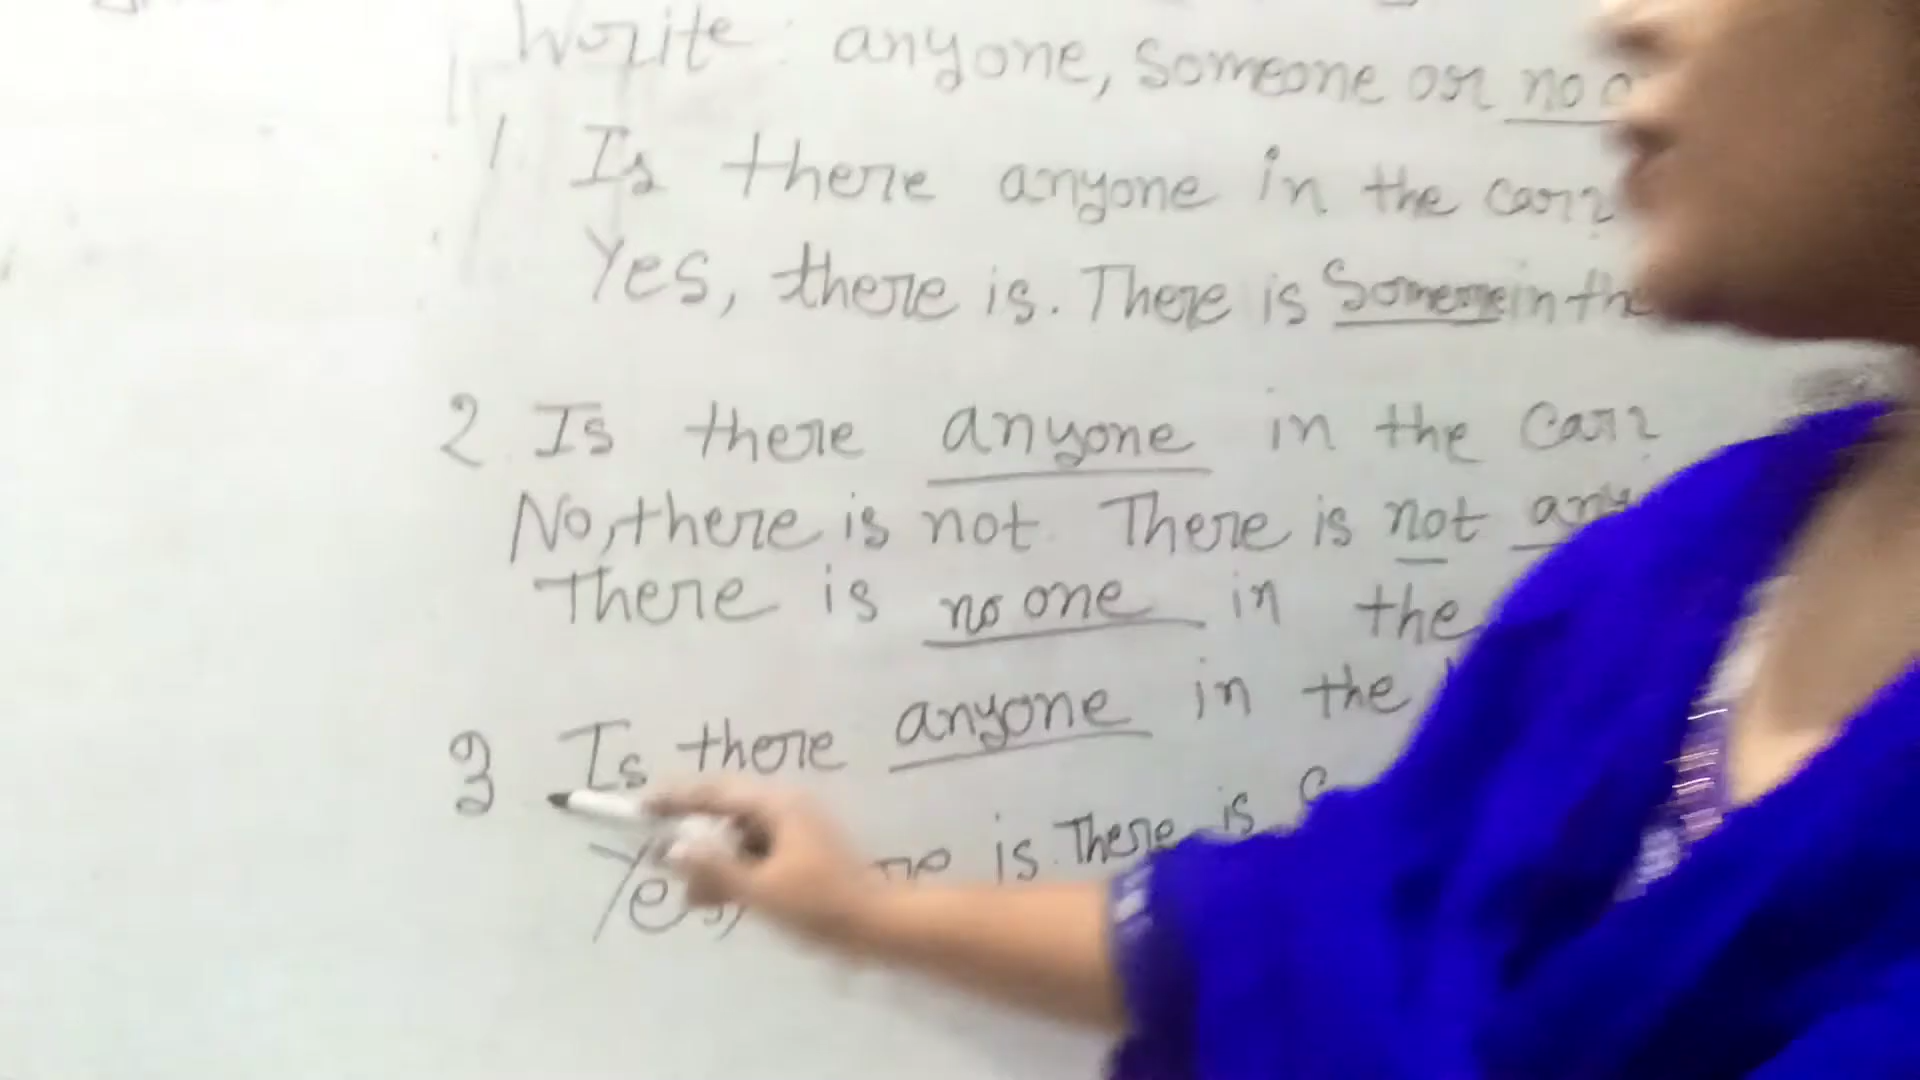 Write: anyone, Someone or no o
1 Is there anyone in the car?
Yes, there is. There is Someone in the
2 Is there anyone in the car?
No, there is not. There is not any
There is no one in the
3 Is there anyone in the
Yes, is. There is